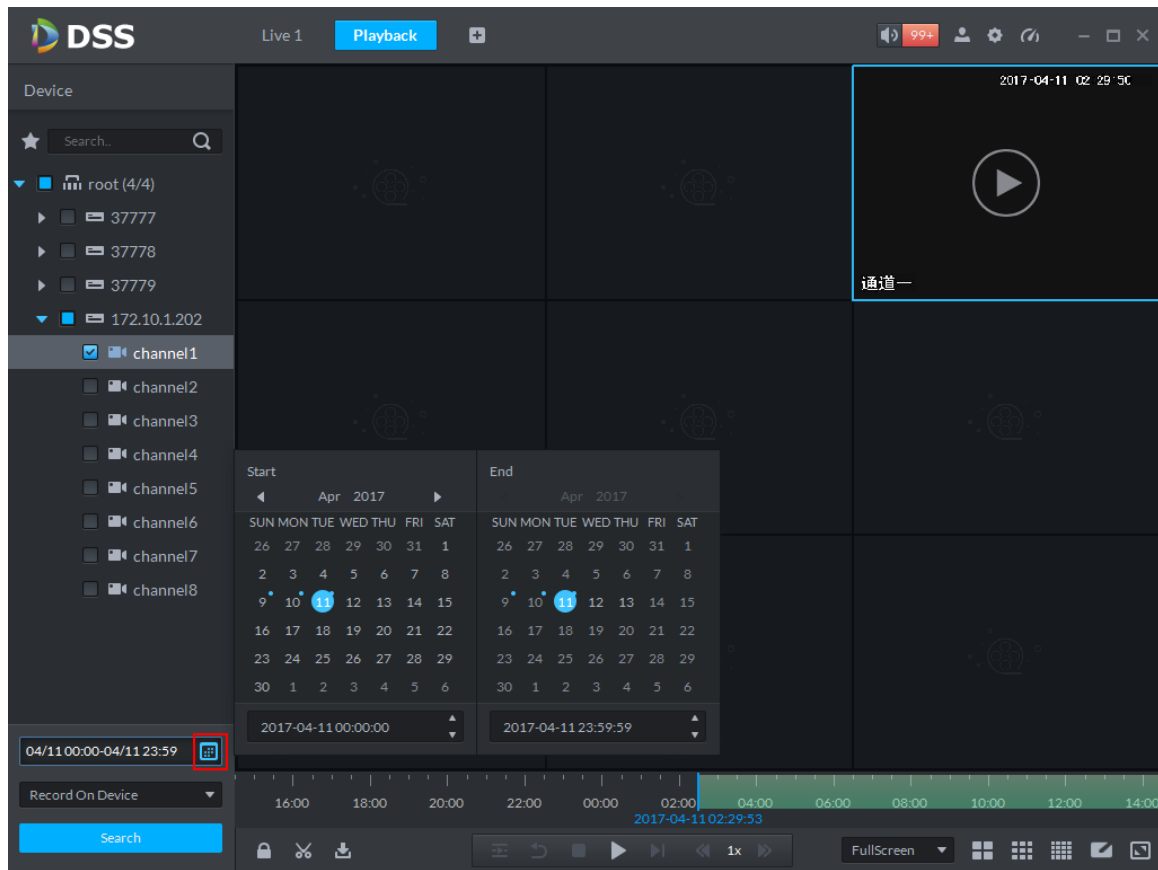 DSS
Live 1
Playback
99+
Device
Search..
root (4/4)
37777
37778
37779
172.10.1.202
channel1
channel2
channel3
channel4
channel5
channel6
channel7
channel8
04/11 00:00-04/11 23:59
Record On Device
Search
2017-04-11 02 29:50
通道一
Start
Apr 2017
SUN MON TUE WED THU FRI SAT
26 27 28 29 30 31 1
2 3 4 5 6 7 8
9 10 11 12 13 14 15
16 17 18 19 20 21 22
23 24 25 26 27 28 29
30 1 2 3 4 5 6
2017-04-11 00:00:00
End
Apr 2017
SUN MON TUE WED THU FRI SAT
26 27 28 29 30 31 1
2 3 4 5 6 7 8
9 10 11 12 13 14 15
16 17 18 19 20 21 22
23 24 25 26 27 28 29
30 1 2 3 4 5 6
2017-04-11 23:59:59
16:00 18:00 20:00 22:00 00:00 02:00 04:00 06:00 08:00 10:00 12:00 14:00
2017-04-11 02:29:53
1x
FullScreen